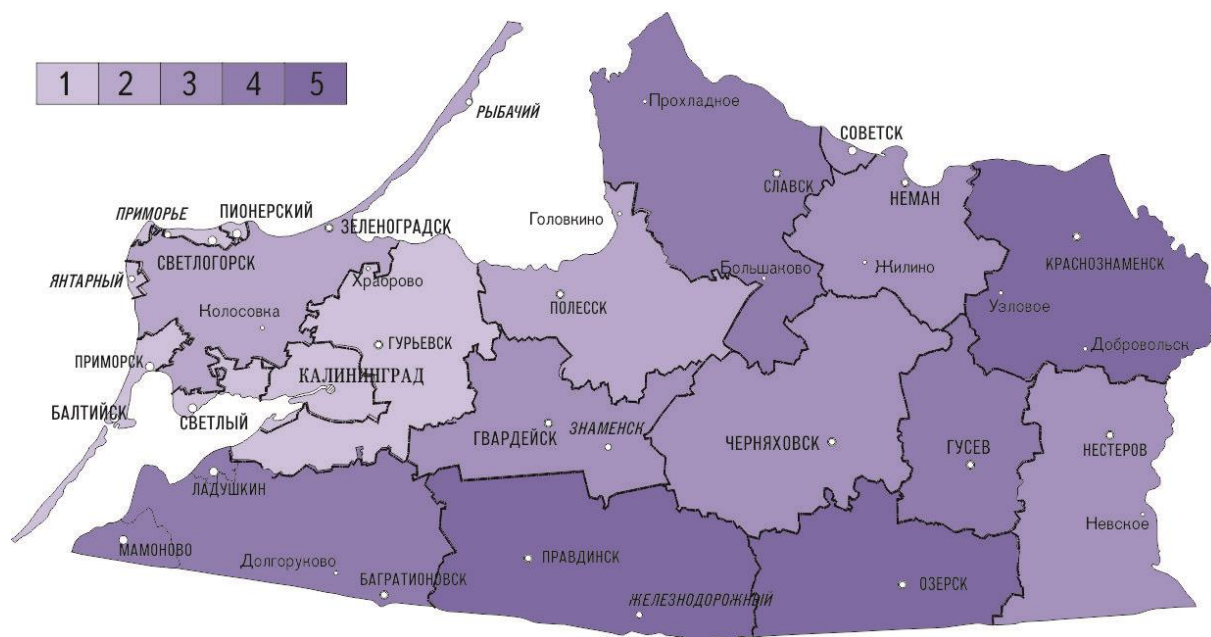 1 2 3 4 5
Прохладное
РЫБАЧИЙ
СОВЕТСК
СЛАВСК
НЕМАН
ПРИМОРЬЕ
ПИОНЕРСКИЙ
Головкино
ЗЕЛЕНОГРАДСК
СВЕТЛОГОРСК
КРАСНОЗНАМЕНСК
ЯНТАРНЫЙ
Храброво
Большаково
Жилино
Узловое
Колосовка
ПОЛЕССК
ГУРЬЕВСК
Добровольск
ПРИМОРСК
КАЛИНИНГРАД
БАЛТИЙСК
СВЕТЛЫЙ
ГВАРДЕЙСК
ЗНАМЕНСК
ЧЕРНЯХОВСК
ГУСЕВ
НЕСТЕРОВ
ЛАДУШКИН
Невское
МАМОНОВО
Долгоруково
ПРАВДИНСК
БАГРАТИОНОВСК
ОЗЕРСК
ЖЕЛЕЗНОДОРОЖНЫЙ